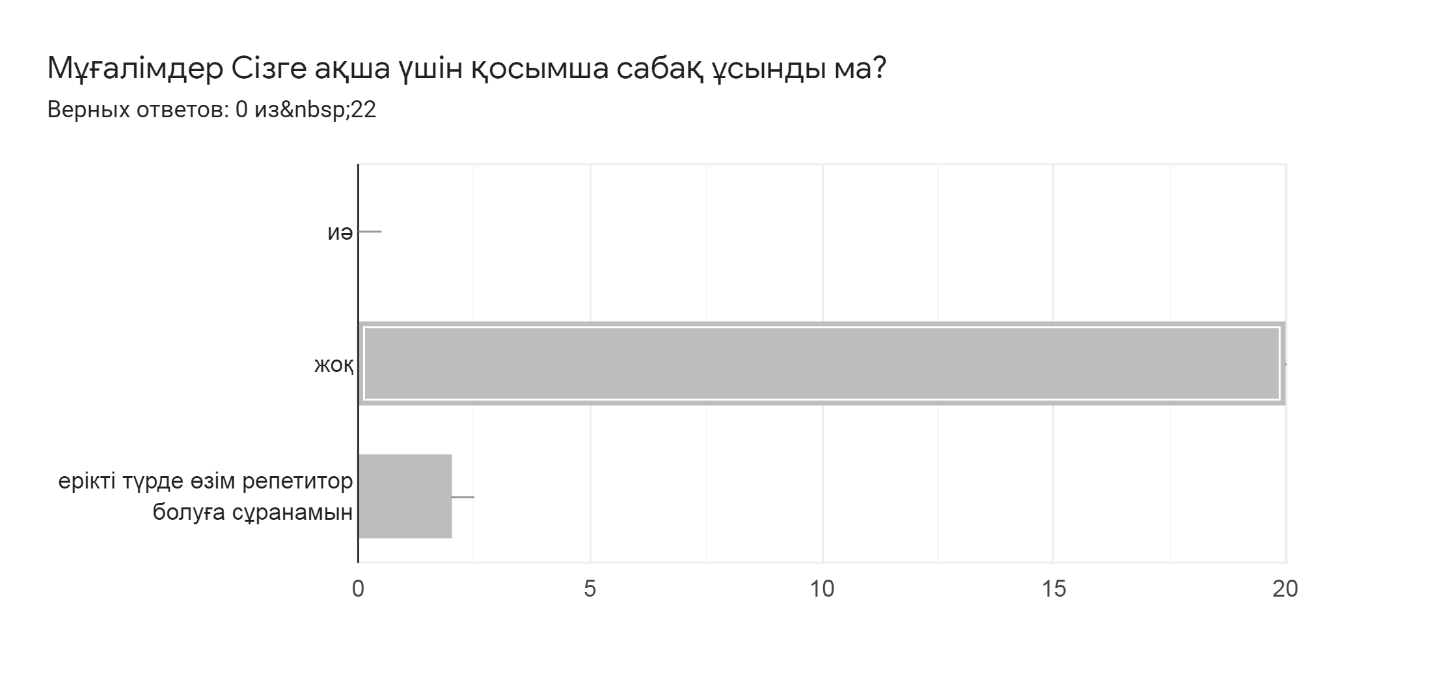 Мұғалімдер Сізге ақша үшін қосымша сабақ ұсынды ма?
Верных ответов: 0 из&nbsp;22
иә
жоқ
ерікті түрде өзім репетитор
болуға сұранамын
0 5 10 15 20